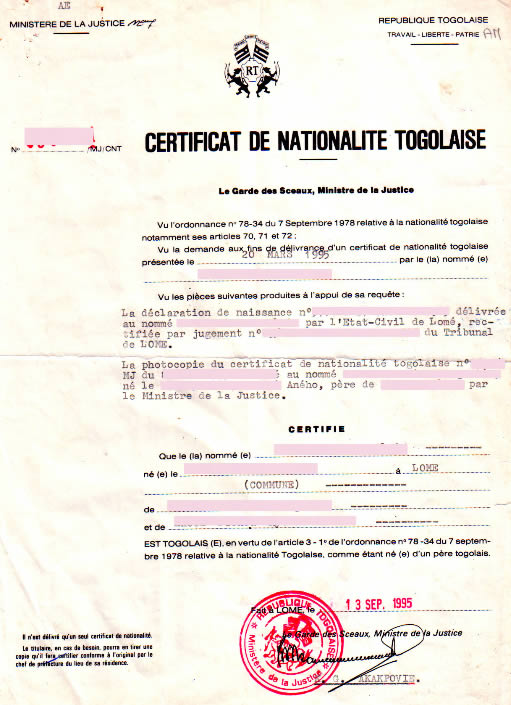 AE
MINISTERE DE LA JUSTICE
REPUBLIQUE TOGOLAISE
TRAVAIL - LIBERTE - PATRIE AM
RT
N° /MJ/CNT
CERTIFICAT DE NATIONALITE TOGOLAISE
Le Garde des Sceaux, Ministre de la Justice
Vu l'ordonnance n° 78-34 du 7 Septembre 1978 relative à la nationalité togolaise
notamment ses articles 70, 71 et 72 ;
Vu la demande aux fins de délivrance d'un certificat de nationalité togolaise
présentée le 20 MARS 1995 par le (la) nommé (e)
Vu les pièces suivantes produites à l'appui de sa requête :
La déclaration de naissance n° délivrée
au nommé par l'Etat-Civil de Lomé, rec-
tifiée par jugement n° du Tribunal
de LOME.
La photocopie du certificat de nationalité togolaise n°
MJ du au nommé
né le Aného, père de par
le Ministre de la Justice.
CERTIFIE
Que le (la) nommé (e) ---------
né (e) le à LOME
(COMMUNE) -------------
de ---------
et de ----------
EST TOGOLAIS (E), en vertu de l'article 3 - 1° de l'ordonnance n° 78 -34 du 7 septem-
bre 1978 relative à la nationalité Togolaise, comme étant né (e) d'un père togolais.
Fait à LOME, le 13 SEP. 1995
Le Garde des Sceaux, Ministre de la Justice
REPUBLIQUE TOGOLAISE
Ministère de la Justice
G. AKAKPOVIE.
Il n'est délivré qu'un seul certificat de nationalité.
Le titulaire, en cas de besoin, pourra en tirer une
copie qu'il fera certifier conforme à l'original par le
chef de préfecture du lieu de sa résidence.